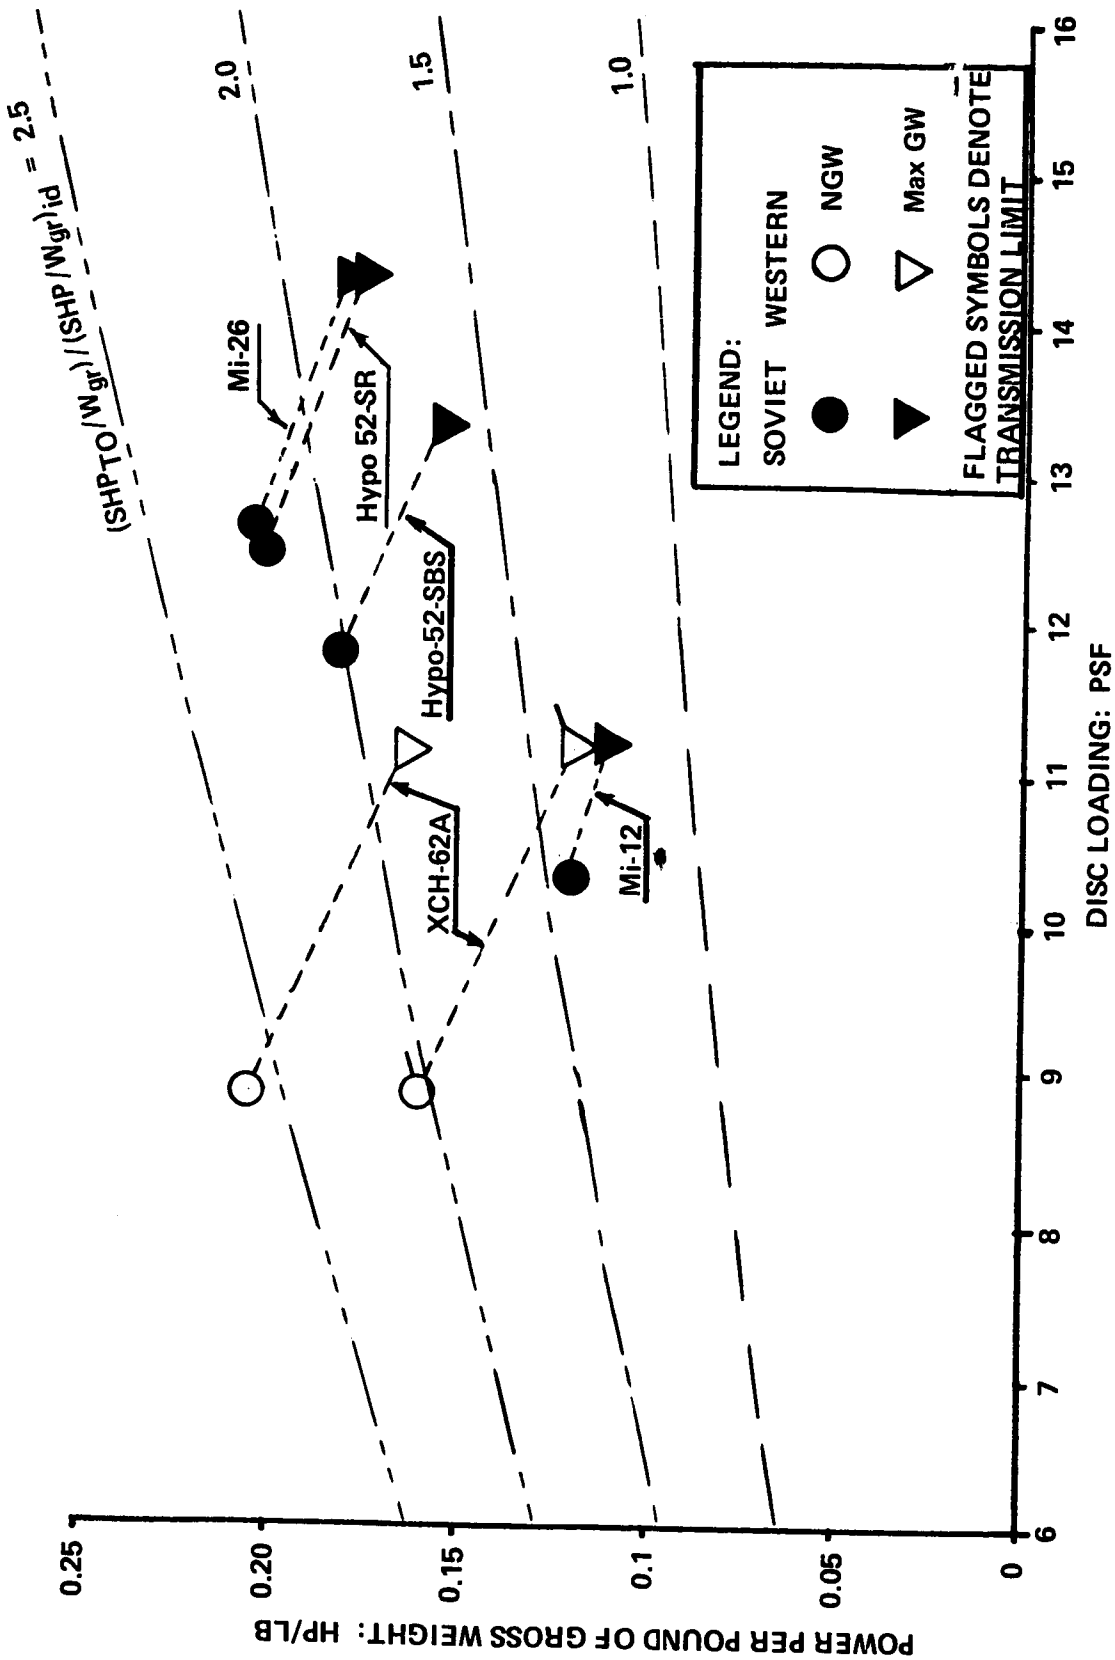 (SHPTO/Wgr)/(SHP/Wgr)id = 2.5
2.0
1.5
1.0
Mi-26
Hypo 52-SR
Hypo-52-SBS
XCH-62A
Mi-12
LEGEND:
SOVIET WESTERN
NGW
Max GW
FLAGGED SYMBOLS DENOTE
TRANSMISSION LIMIT
POWER PER POUND OF GROSS WEIGHT: HP/LB
0.25
0.20
0.15
0.1
0.05
0
6
7
8
9
10
11
12
13
14
15
16
DISC LOADING: PSF